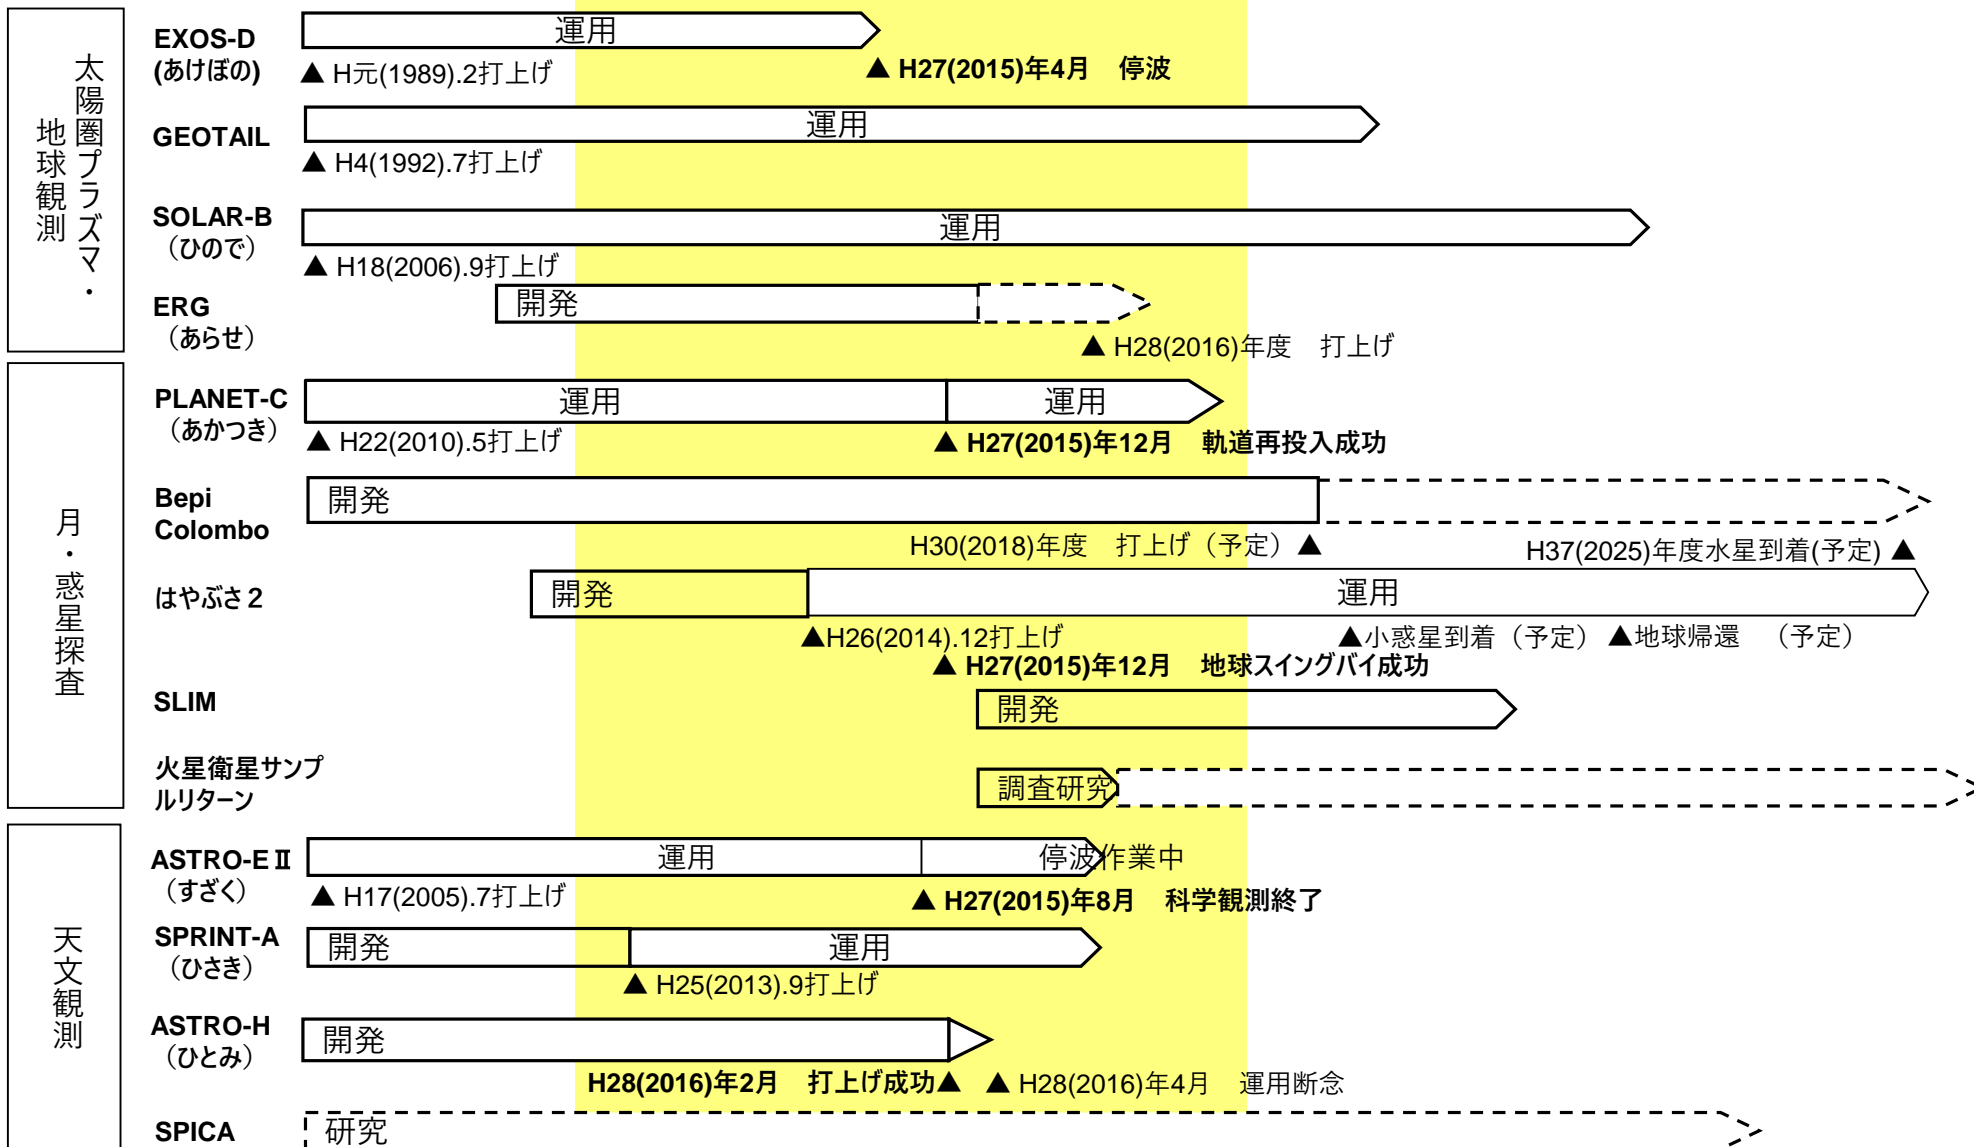 太陽圏プラズマ・
地球観測
EXOS-D
(あけぼの)
運用
▲ H元(1989).2打上げ
▲ H27(2015)年4月　停波
GEOTAIL
運用
▲ H4(1992).7打上げ
SOLAR-B
（ひので）
運用
▲ H18(2006).9打上げ
ERG
（あらせ）
開発
▲ H28(2016)年度　打上げ
月・惑星探査
PLANET-C
（あかつき）
運用
運用
▲ H22(2010).5打上げ
▲ H27(2015)年12月　軌道再投入成功
Bepi
Colombo
開発
H30(2018)年度　打上げ（予定）▲
H37(2025)年度水星到着(予定) ▲
はやぶさ２
開発
運用
▲H26(2014).12打上げ
▲小惑星到着（予定）
▲地球帰還　（予定）
▲ H27(2015)年12月　地球スイングバイ成功
SLIM
開発
火星衛星サンプ
ルリターン
調査研究
天文観測
ASTRO-EⅡ
（すざく）
運用
停波作業中
▲ H17(2005).7打上げ
▲ H27(2015)年8月　科学観測終了
SPRINT-A
（ひさき）
開発
運用
▲ H25(2013).9打上げ
ASTRO-H
（ひとみ）
開発
H28(2016)年2月　打上げ成功▲
▲ H28(2016)年4月　運用断念
SPICA
研究